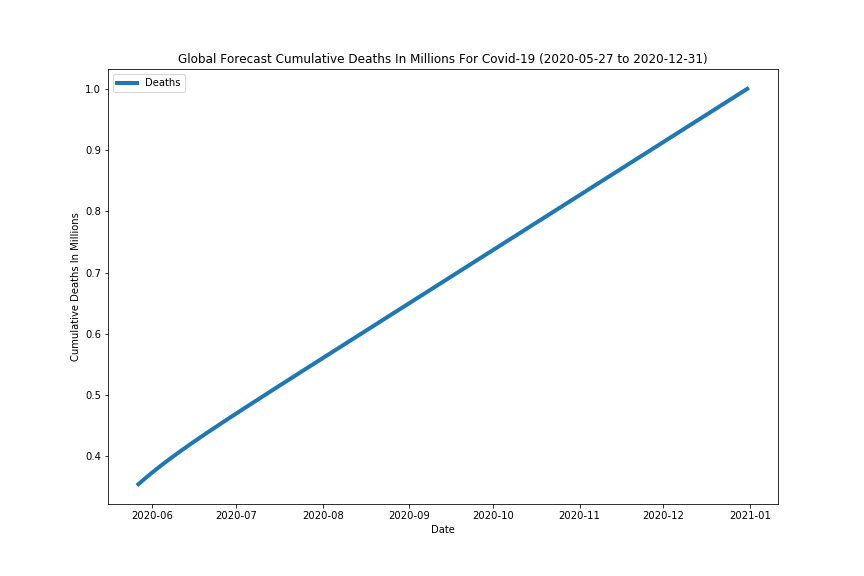 Global Forecast Cumulative Deaths In Millions For Covid-19 (2020-05-27 to 2020-12-31)
Deaths
Cumulative Deaths In Millions
1.0
0.9
0.8
0.7
0.6
0.5
0.4
2020-06 2020-07 2020-08 2020-09 2020-10 2020-11 2020-12 2021-01
Date